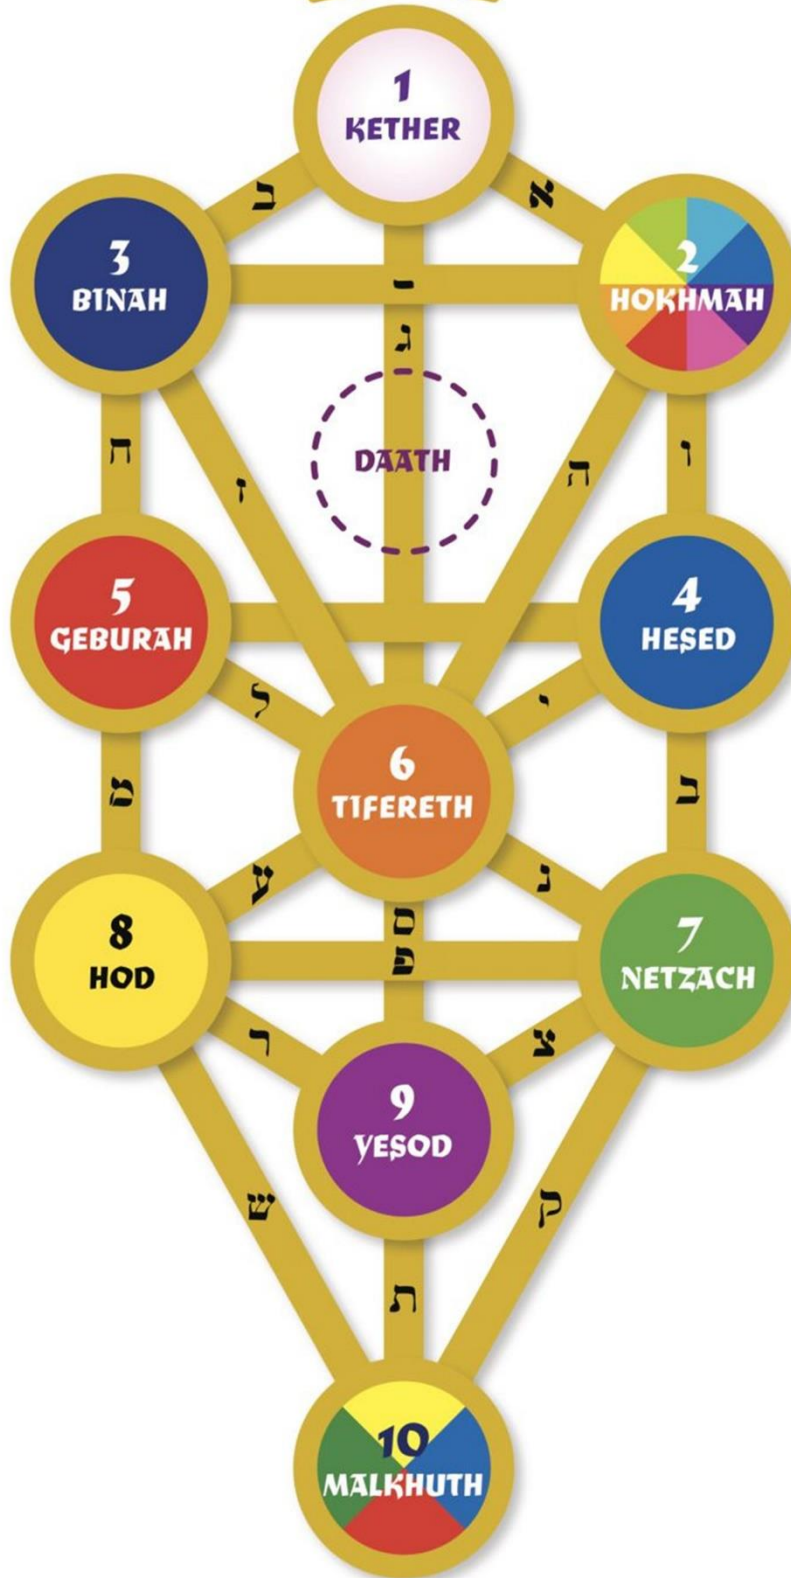 1
KETHER
ב א
3
BINAH
2
HOKHMAH
ג
ח
ז
DAATH
ה
ו
5
GEBURAH
4
HESED
ל
י
6
TIFERETH
ב
ע
נ
ם
8
HOD
7
NETZACH
ר
צ
9
YESOD
ש
ק
ת
10
MALKHUTH